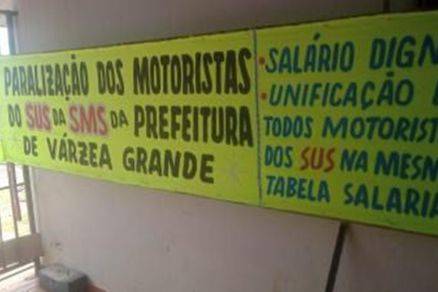 PARALIZAÇÃO DOS MOTORISTAS
DO SUS DA SMS DA PREFEITURA
DE VÁRZEA GRANDE
•SALÁRIO DIGN
•UNIFICAÇÃO
TODOS MOTORIST
DOS SUS NA MESM
TABELA SALARIA